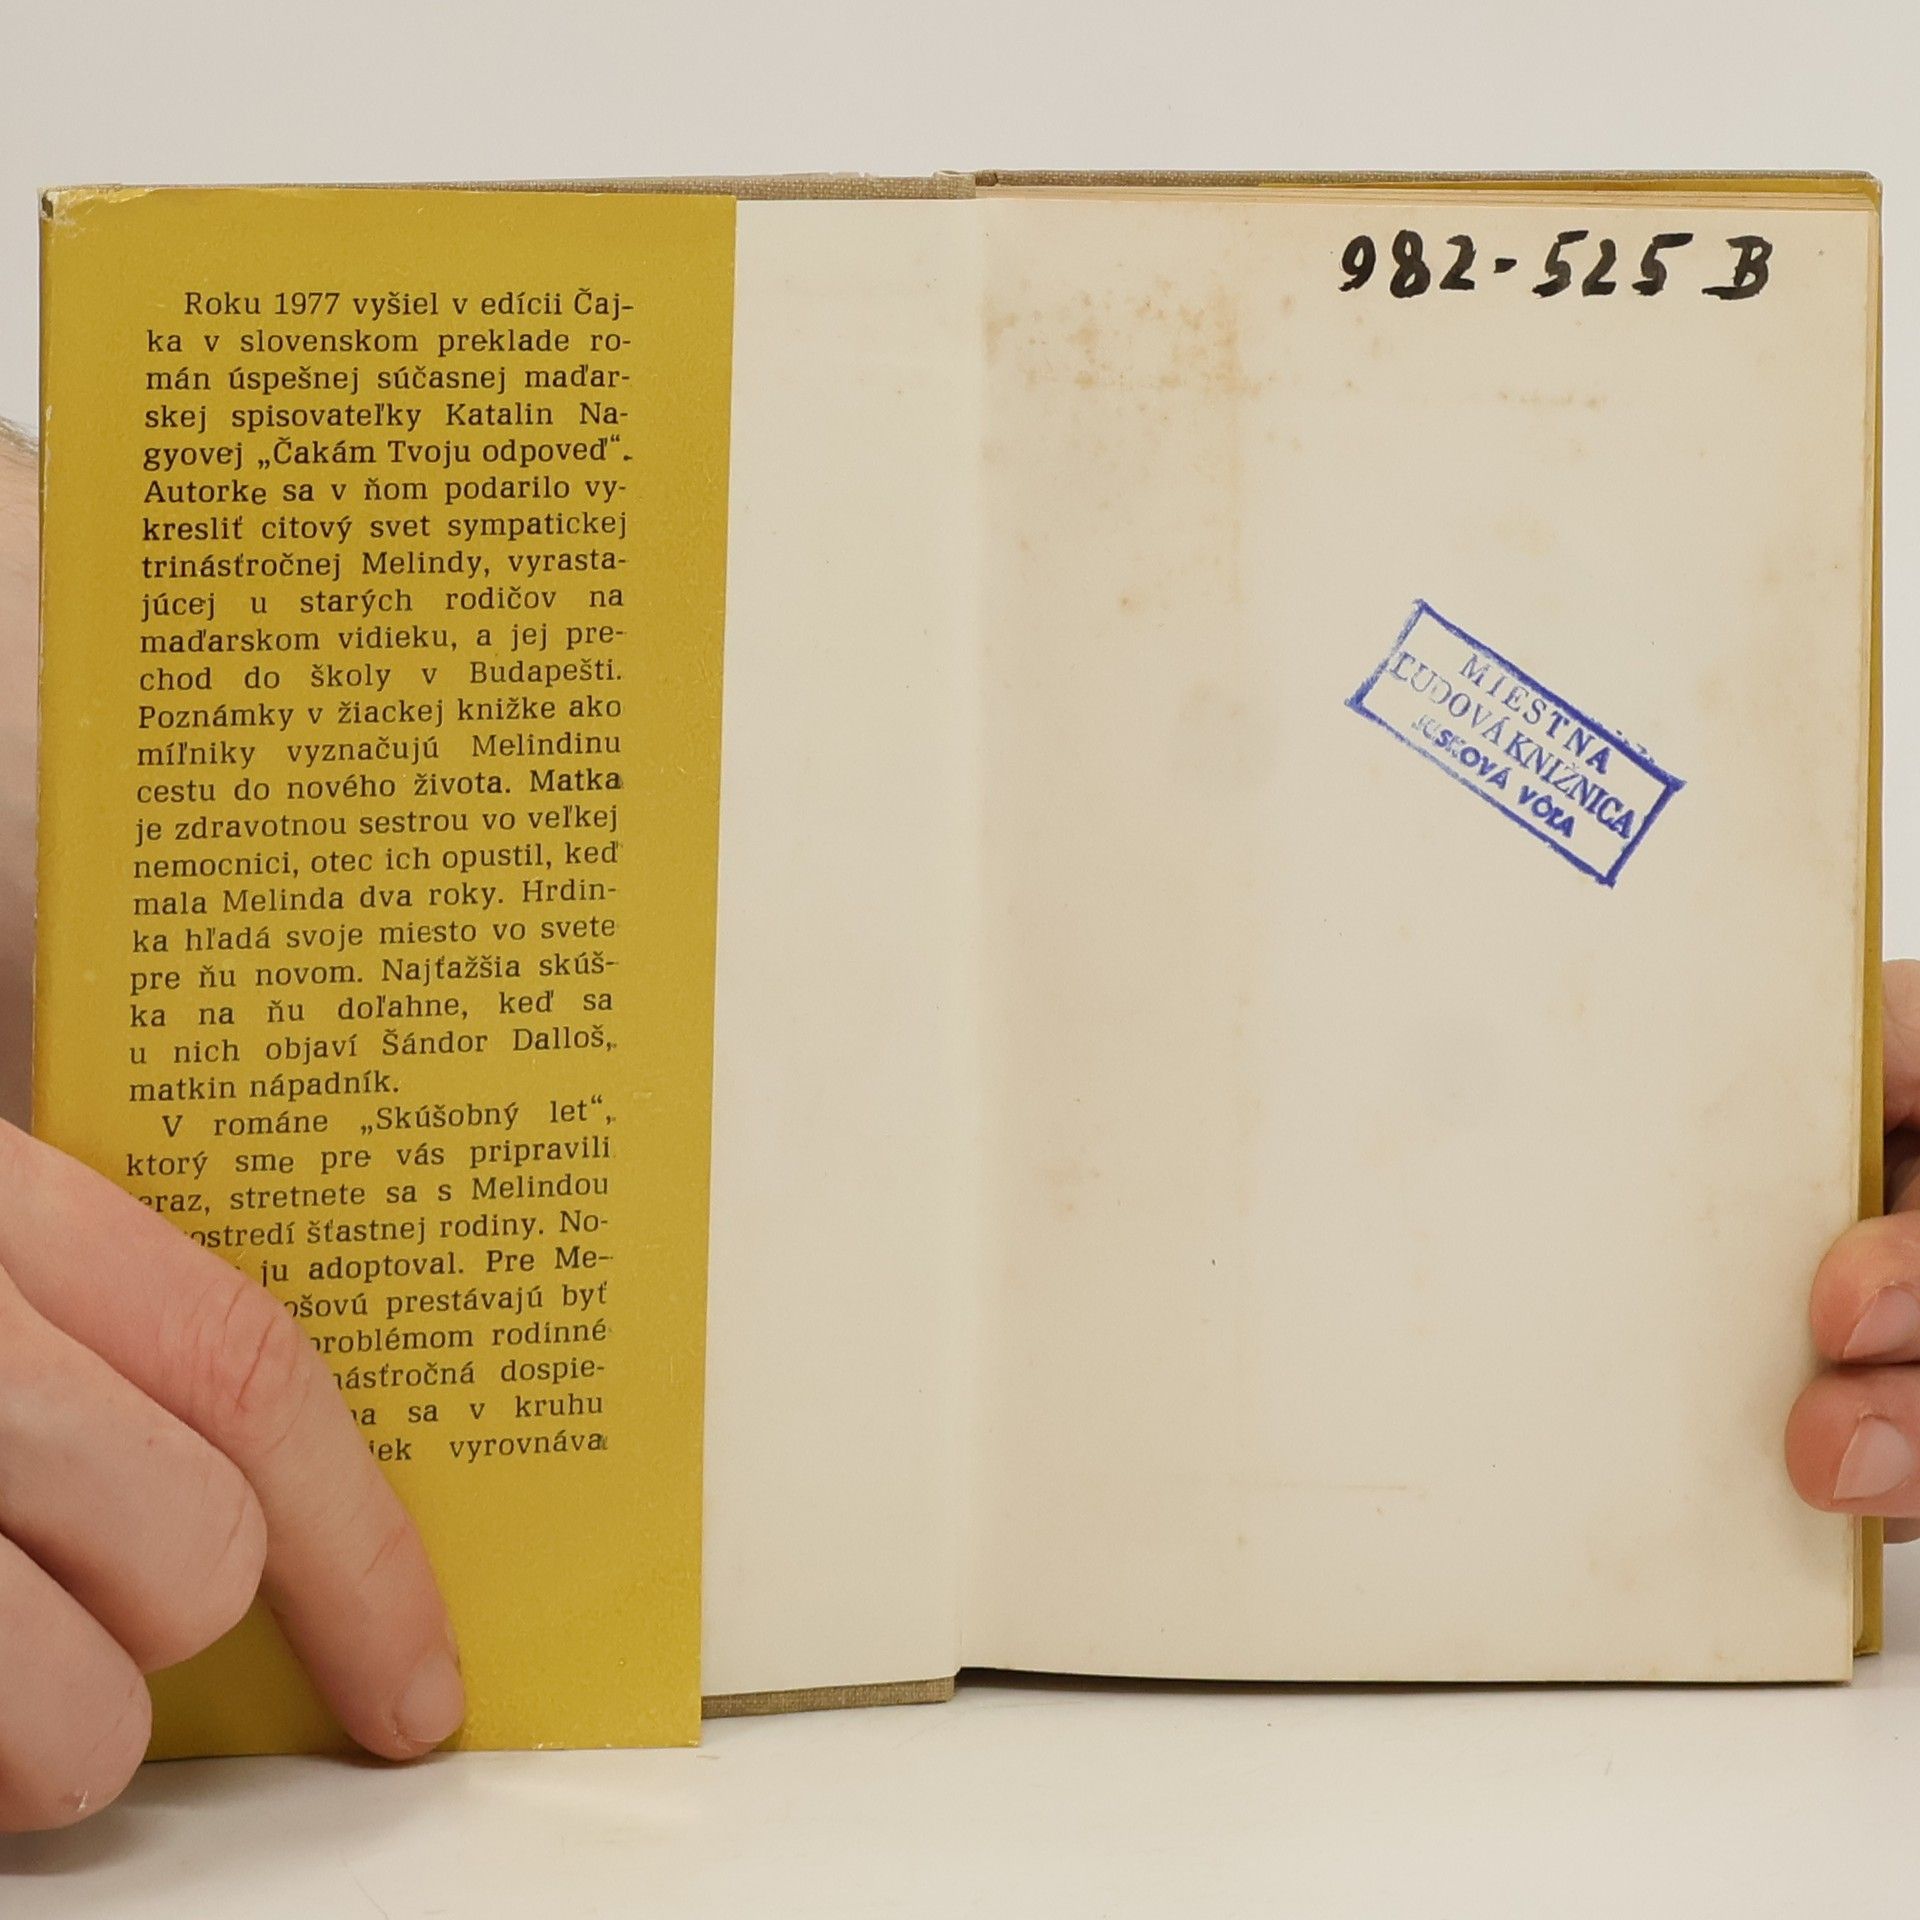 Roku 1977 vyšiel v edícii Čaj-
ka v slovenskom preklade ro-
mán úspešnej súčasnej maďar-
skej spisovateľky Katalin Na-
gyovej „Čakám Tvoju odpoveď“.
Autorke sa v ňom podarilo vy-
kresliť citový svet sympatickej
trinásťročnej Melindy, vyrasta-
júcej u starých rodičov na
maďarskom vidieku, a jej pre-
chod do školy v Budapešti.
Poznámky v žiackej knižke ako
míľniky vyznačujú Melindinu
cestu do nového života. Matka
je zdravotnou sestrou vo veľkej
nemocnici, otec ich opustil, keď
mala Melinda dva roky. Hrdin-
ka hľadá svoje miesto vo svete
pre ňu novom. Najťažšia skúš-
ka na ňu doľahne, keď sa
u nich objaví Šándor Dalloš,
matkin nápadník.
V románe „Skúšobný let“,
ktorý sme pre vás pripravili
stretnete sa s Melindou
šťastnej rodiny. No-
ju adoptoval. Pre Me-
prestávajú byť
problémom rodinné
dospie-
sa v kruhu
vyrovnáva
982-525 B
MIESTNA
ĽUDOVÁ KNIŽNICA
VÔĽA